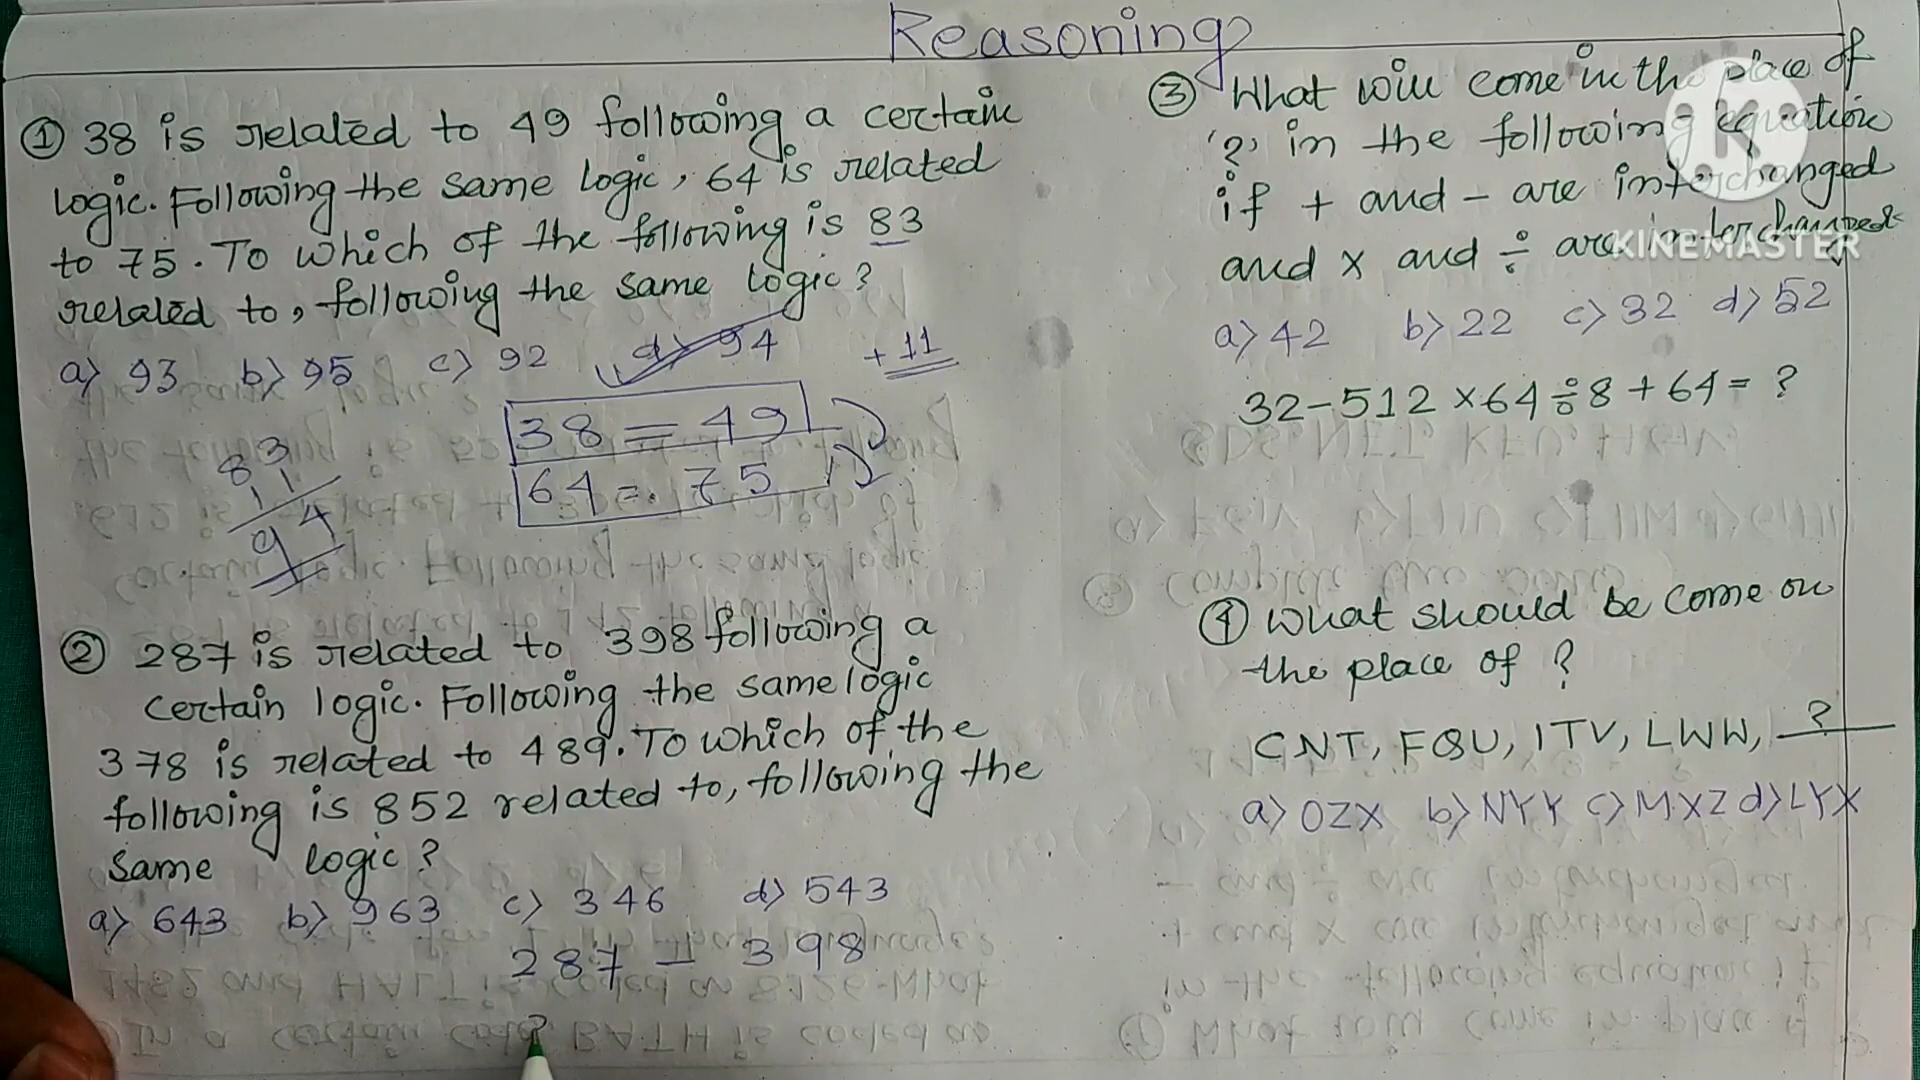 Reasoning
① 38 is related to 49 following a certain
logic. Following the same logic, 64 is related
to 75. To which of the following is 83
related to, following the same logic?
a) 93 b) 95 c) 92 d) 94 +11
38 = 49
64 = 75
83
11
94
② 287 is related to 398 following a
certain logic. Following the same logic
378 is related to 489. To which of the
following is 852 related to, following the
same logic?
a) 643 b) 963 c) 346 d) 543
287 - 398
③ What will come in the place of
'?' in the following equation
if + and - are interchanged
and x and ÷ are interchanged
a) 42 b) 22 c) 32 d) 52
32-512×64÷8+64= ?
④ What should be come on
the place of ?
CNT, FQU, ITV, LWW, ?
a) OZX b) NYY c) MXZ d) LYX
K
KINEMASTER